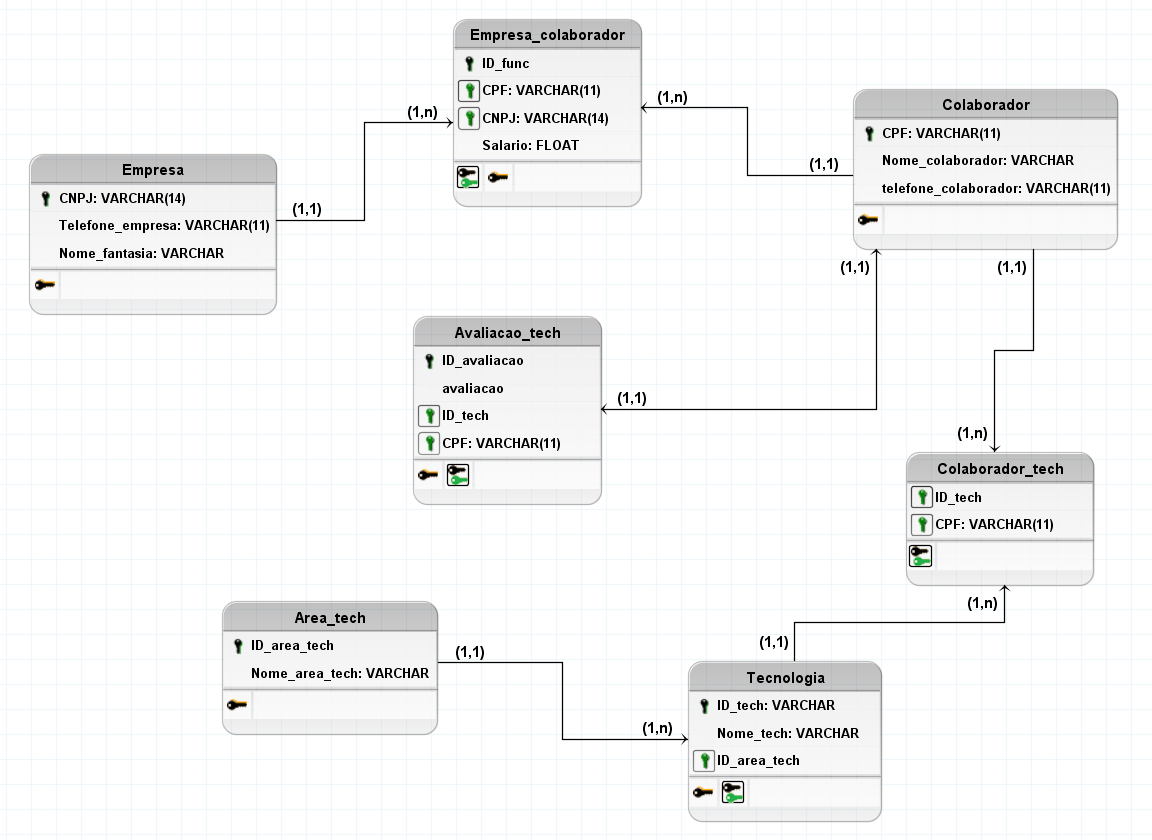 Empresa_colaborador
ID_func
CPF: VARCHAR(11)
CNPJ: VARCHAR(14)
Salario: FLOAT
(1,n)
(1,n)
Colaborador
CPF: VARCHAR(11)
Nome_colaborador: VARCHAR
telefone_colaborador: VARCHAR(11)
(1,1)
Empresa
CNPJ: VARCHAR(14)
Telefone_empresa: VARCHAR(11)
Nome_fantasia: VARCHAR
(1,1)
(1,1)
(1,1)
Avaliacao_tech
ID_avaliacao
avaliacao
ID_tech
CPF: VARCHAR(11)
(1,1)
(1,n)
Colaborador_tech
ID_tech
CPF: VARCHAR(11)
(1,n)
Area_tech
ID_area_tech
Nome_area_tech: VARCHAR
(1,1)
(1,1)
(1,n)
Tecnologia
ID_tech: VARCHAR
Nome_tech: VARCHAR
ID_area_tech